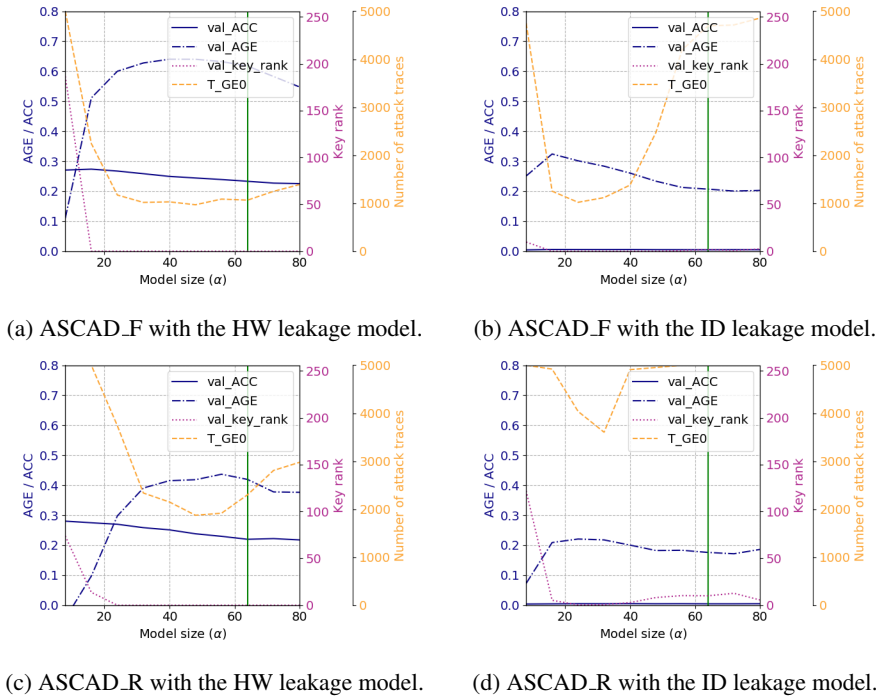 0.8
0.7
0.6
0.5
0.4
0.3
0.2
0.1
0.0
AGE / ACC
20 40 60 80
Model size (α)
val_ACC
val_AGE
val_key_rank
T_GE0
250
200
150
100
50
0
Key rank
5000
4000
3000
2000
1000
0
Number of attack traces
(a) ASCAD_F with the HW leakage model.
0.8
0.7
0.6
0.5
0.4
0.3
0.2
0.1
0.0
AGE / ACC
20 40 60 80
Model size (α)
val_ACC
val_AGE
val_key_rank
T_GE0
250
200
150
100
50
0
Key rank
5000
4000
3000
2000
1000
0
Number of attack traces
(b) ASCAD_F with the ID leakage model.
0.8
0.7
0.6
0.5
0.4
0.3
0.2
0.1
0.0
AGE / ACC
20 40 60 80
Model size (α)
val_ACC
val_AGE
val_key_rank
T_GE0
250
200
150
100
50
0
Key rank
5000
4000
3000
2000
1000
0
Number of attack traces
(c) ASCAD_R with the HW leakage model.
0.8
0.7
0.6
0.5
0.4
0.3
0.2
0.1
0.0
AGE / ACC
20 40 60 80
Model size (α)
val_ACC
val_AGE
val_key_rank
T_GE0
250
200
150
100
50
0
Key rank
5000
4000
3000
2000
1000
0
Number of attack traces
(d) ASCAD_R with the ID leakage model.